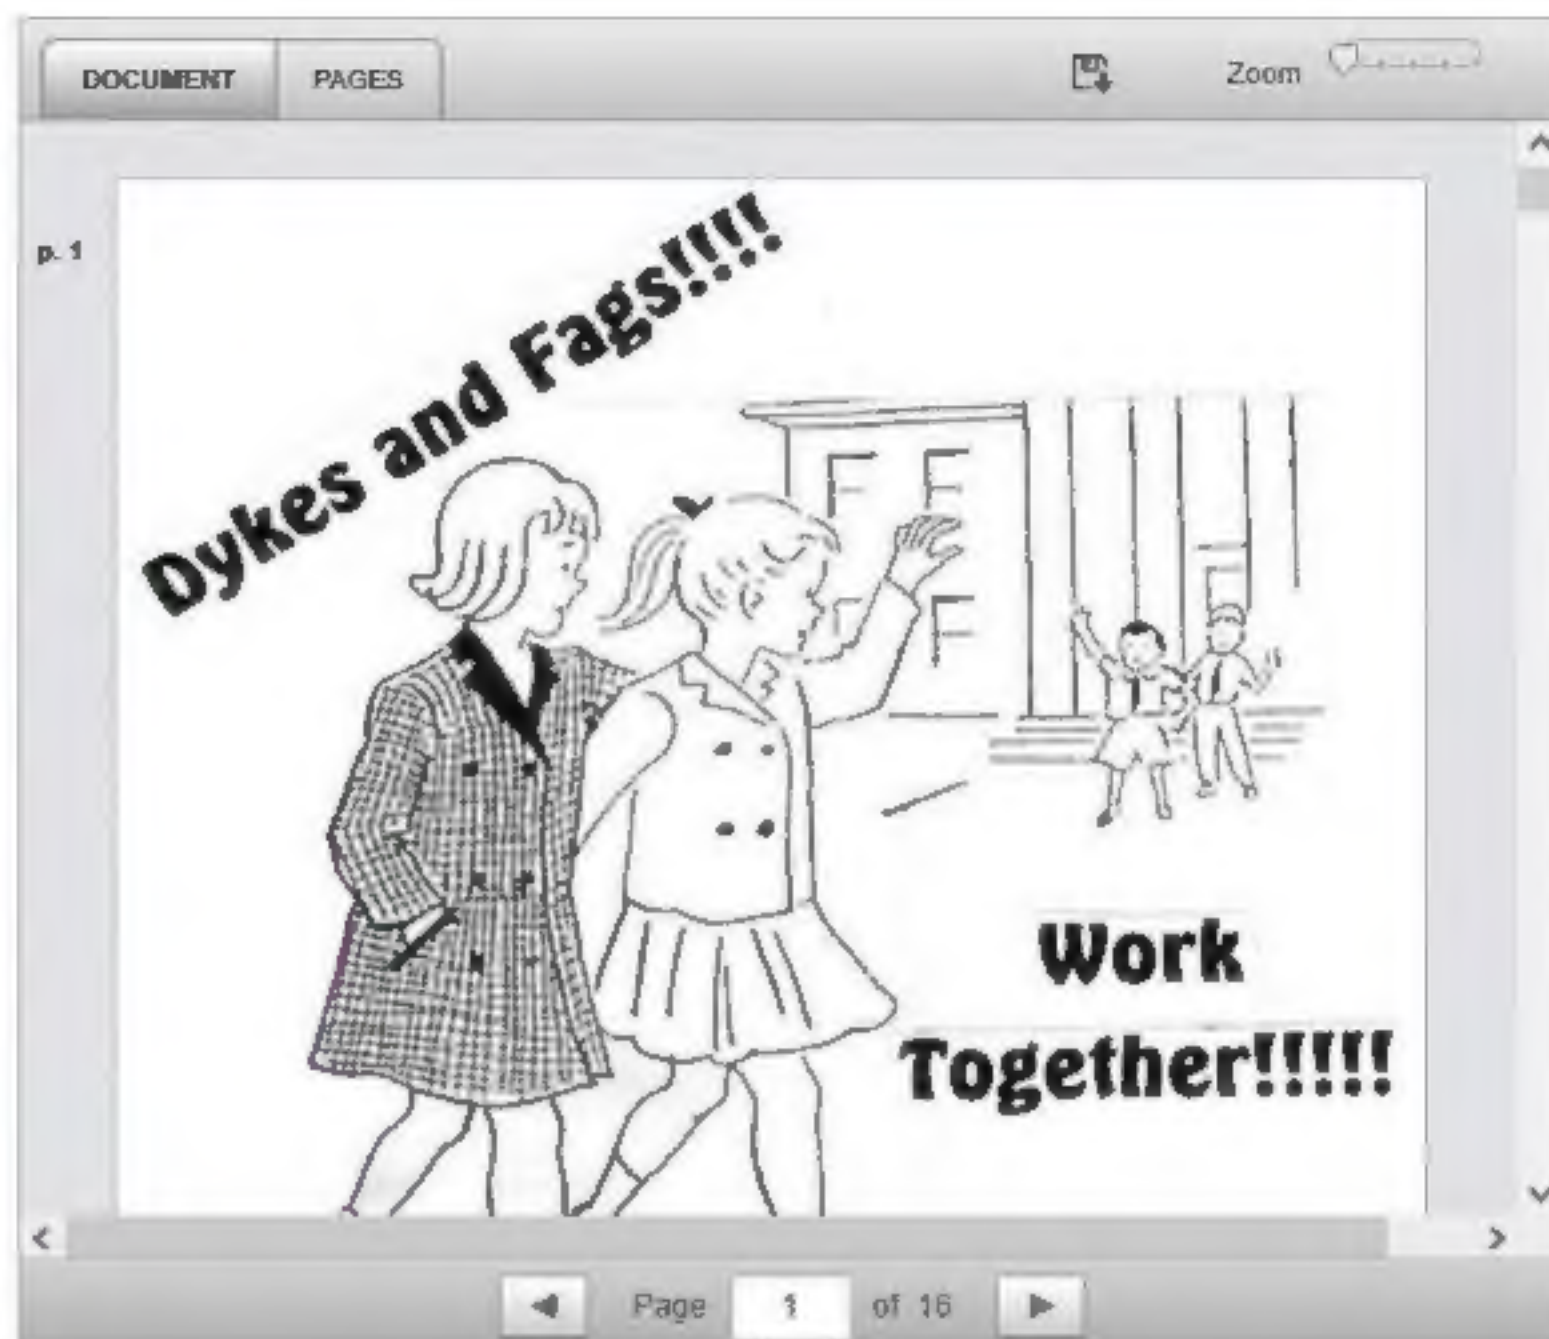 DOCUMENT PAGES Zoom
p. 1
Dykes and Fags!!!!
Work
Together!!!!!
Page 1 of 16